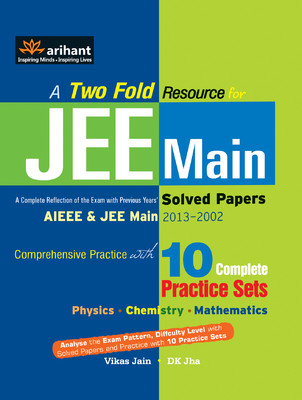 arihant
Inspiring Minds • Inspiring Lives
A Two Fold Resource for
JEE Main
A Complete Reflection of the Exam with Previous Years' Solved Papers
AIEEE & JEE Main 2013-2002
Comprehensive Practice with 10 Complete
Practice Sets
Physics • Chemistry • Mathematics
Analyse the Exam Pattern, Diffculty Level with
Solved Papers and Practice with 10 Practice Sets
Vikas Jain • DK Jha